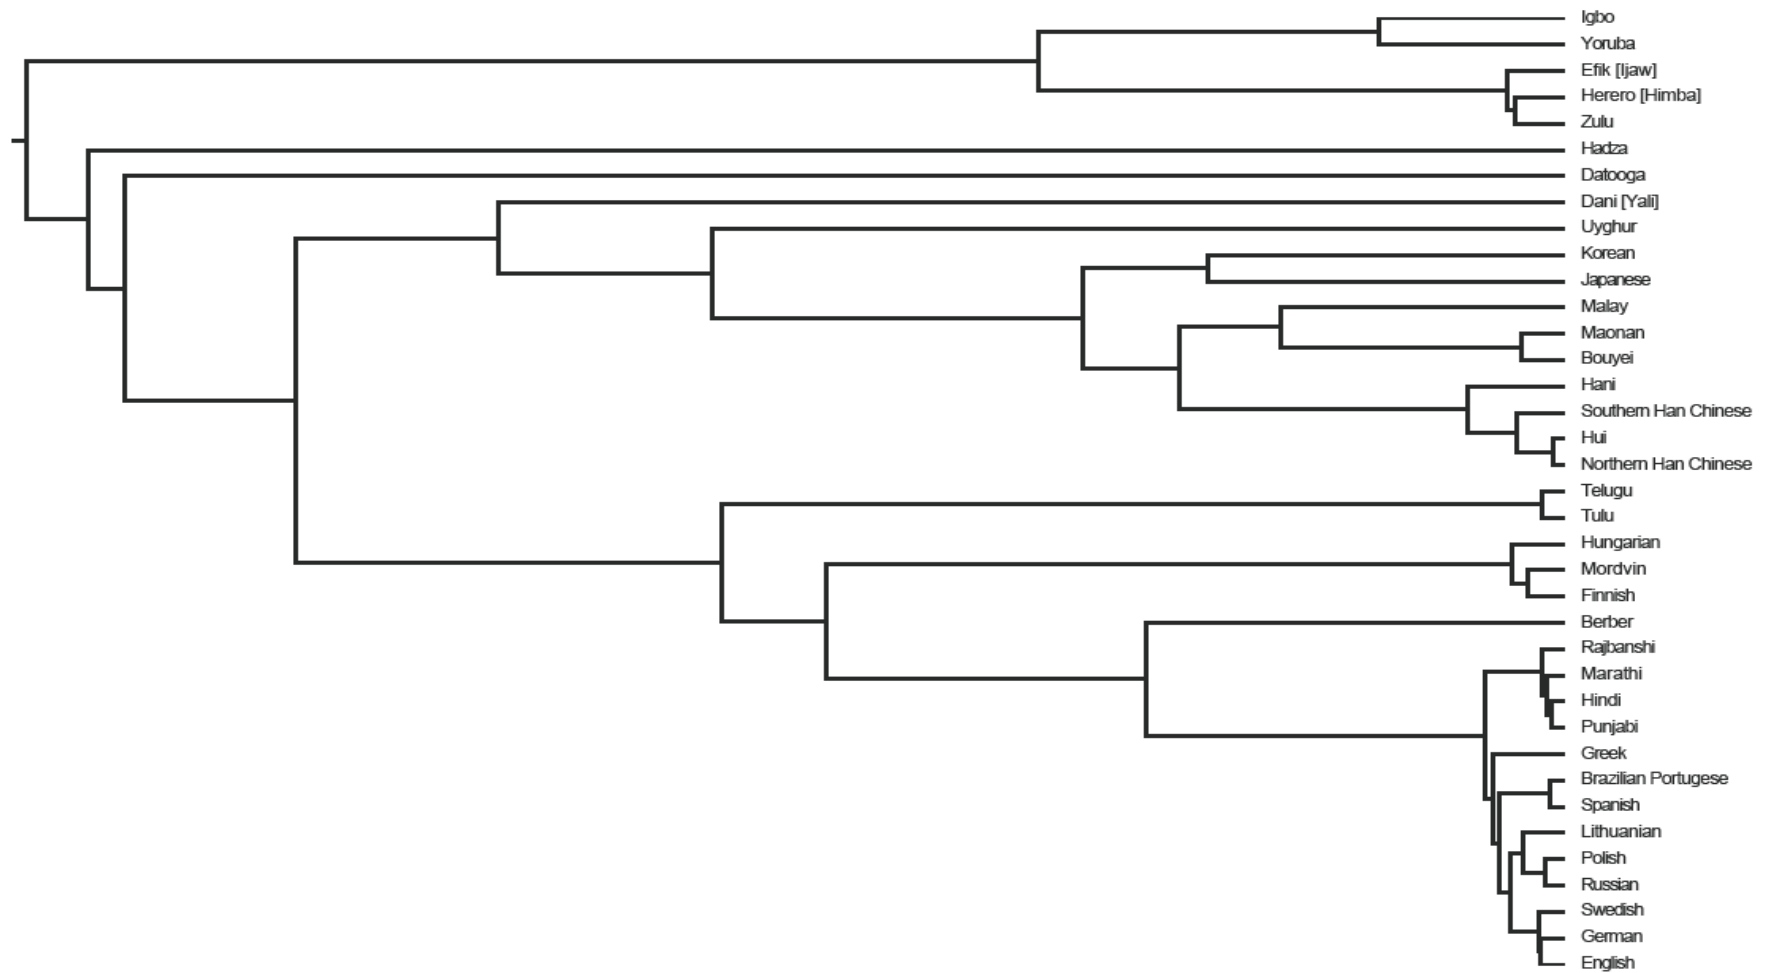 Igbo
Yoruba
Efik [Ijaw]
Herero [Himba]
Zulu
Hadza
Datooga
Dani [Yali]
Uyghur
Korean
Japanese
Malay
Maonan
Bouyei
Hani
Southern Han Chinese
Hui
Northern Han Chinese
Telugu
Tulu
Hungarian
Mordvin
Finnish
Berber
Rajbanshi
Marathi
Hindi
Punjabi
Greek
Brazilian Portugese
Spanish
Lithuanian
Polish
Russian
Swedish
German
English